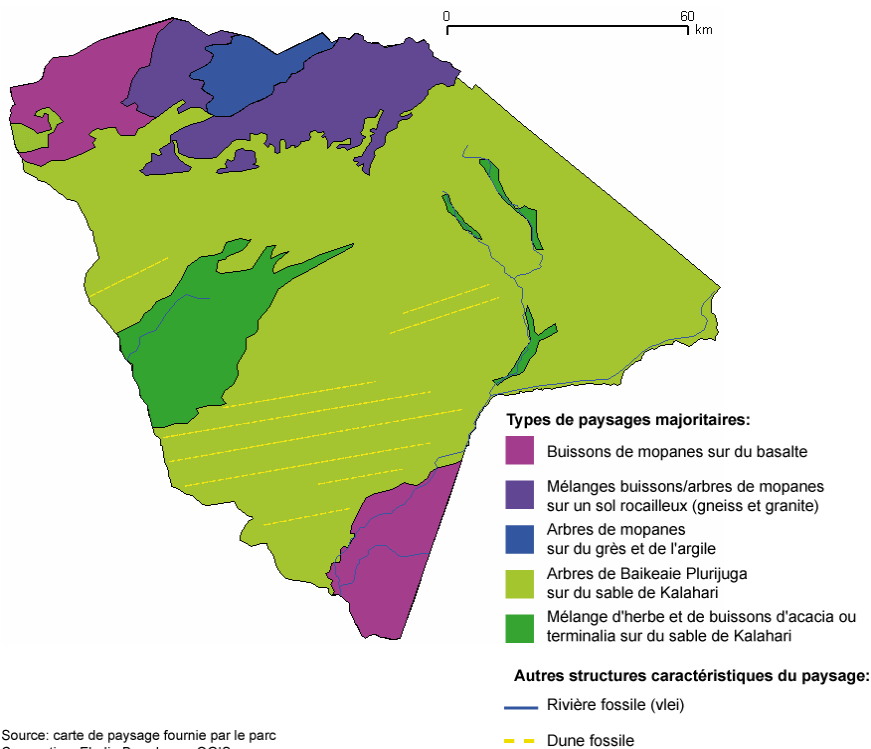 0 60
km
Types de paysages majoritaires:
Buissons de mopanes sur du basalte
Mélanges buissons/arbres de mopanes
sur un sol rocailleux (gneiss et granite)
Arbres de mopanes
sur du grès et de l'argile
Arbres de Baikeaie Plurijuga
sur du sable de Kalahari
Mélange d'herbe et de buissons d'acacia ou
terminalia sur du sable de Kalahari
Autres structures caractéristiques du paysage:
Rivière fossile (vlei)
Dune fossile
Source: carte de paysage fournie par le parc